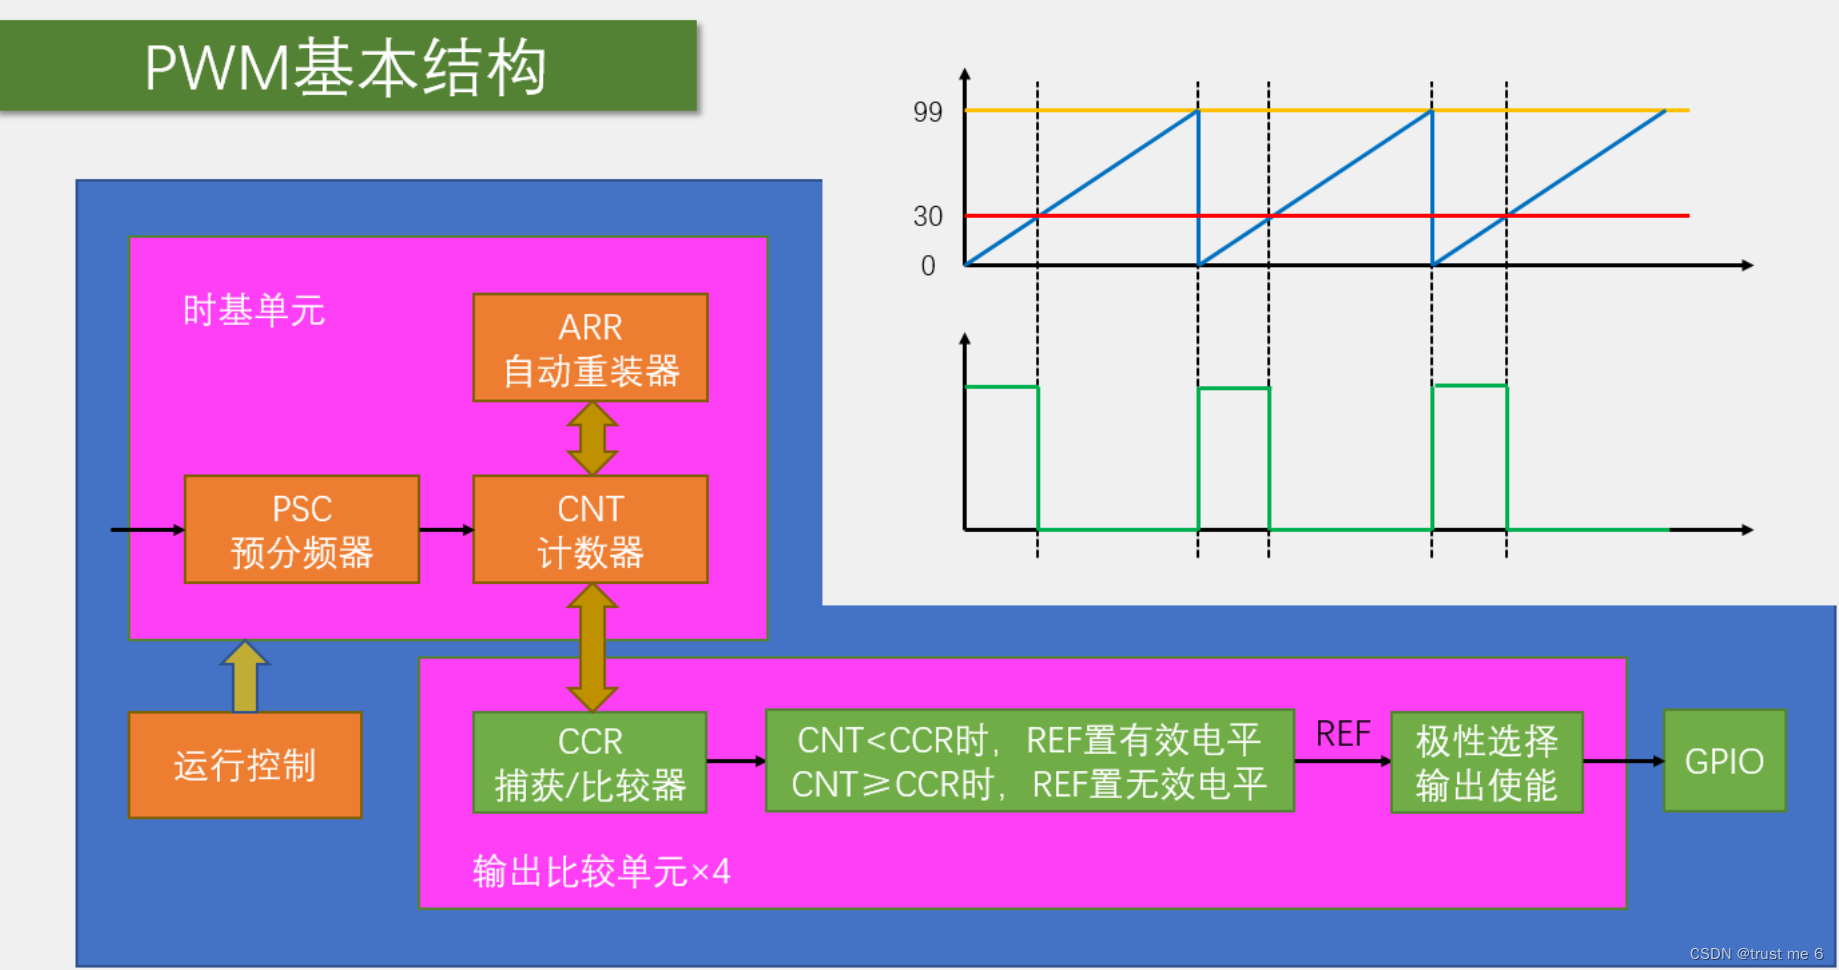 PWM基本结构
99
30
0
时基单元
ARR
自动重装器
PSC
预分频器
CNT
计数器
运行控制
CCR
捕获/比较器
CNT<CCR时，REF置有效电平
CNT≥CCR时，REF置无效电平
REF
极性选择
输出使能
GPIO
输出比较单元×4
CSDN @trust me 6